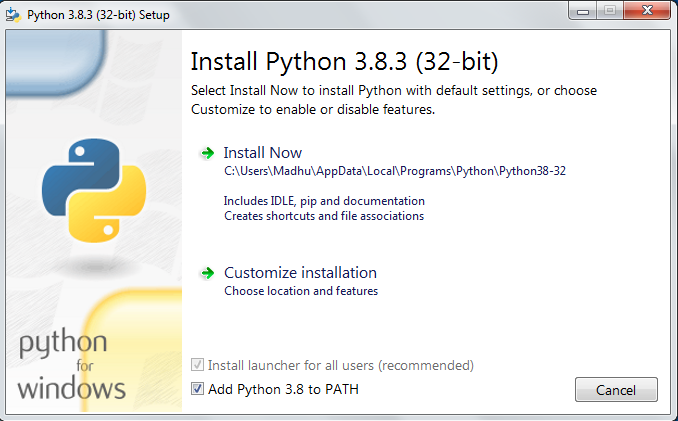 Python 3.8.3 (32-bit) Setup
Install Python 3.8.3 (32-bit)
Select Install Now to install Python with default settings, or choose
Customize to enable or disable features.
Install Now
C:\Users\Madhu\AppData\Local\Programs\Python\Python38-32
Includes IDLE, pip and documentation
Creates shortcuts and file associations
Customize installation
Choose location and features
python
for
windows
Install launcher for all users (recommended)
Add Python 3.8 to PATH
Cancel